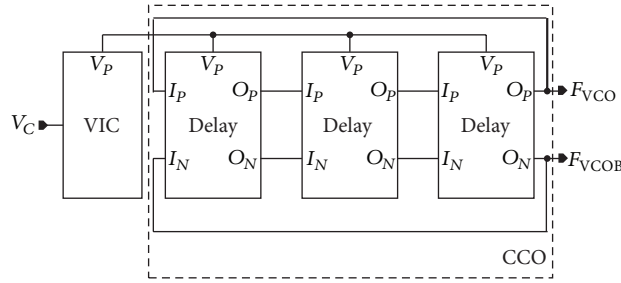 V_P V_P V_P V_P
I_P O_P I_P O_P I_P O_P F_VCO
V_C VIC Delay Delay Delay
I_N O_N I_N O_N I_N O_N F_VCOB
CCO